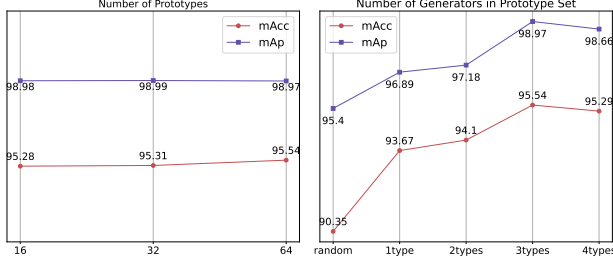 Number of Prototypes
mAcc
mAp
98.98
98.99
98.97
95.28
95.31
95.54
16
32
64
Number of Generators in Prototype Set
mAcc
mAp
95.4
96.89
97.18
98.97
98.66
90.35
93.67
94.1
95.54
95.29
random
1type
2types
3types
4types